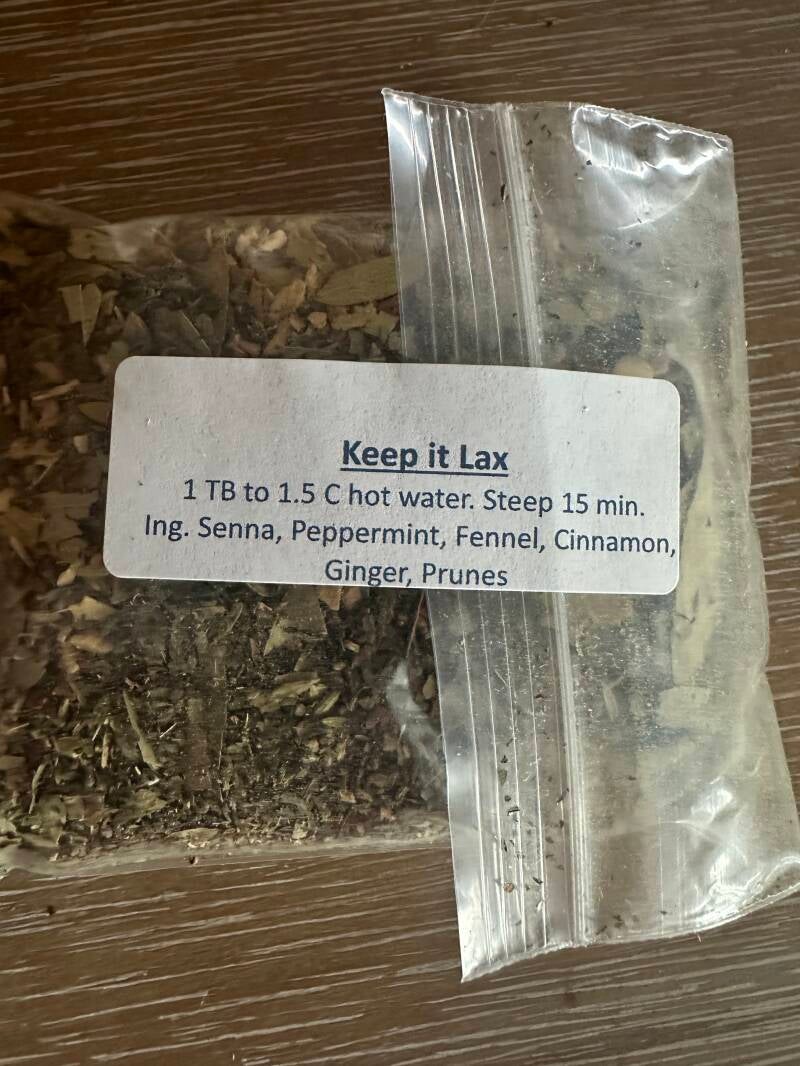 Keep it Lax
1 TB to 1.5 C hot water. Steep 15 min.
Ing. Senna, Peppermint, Fennel, Cinnamon,
Ginger, Prunes